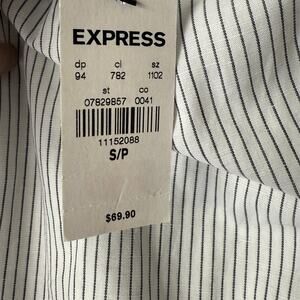 EXPRESS
dp cl sz
94 782 1102
st co
07829857 0041
11152088
S/P
$69.90